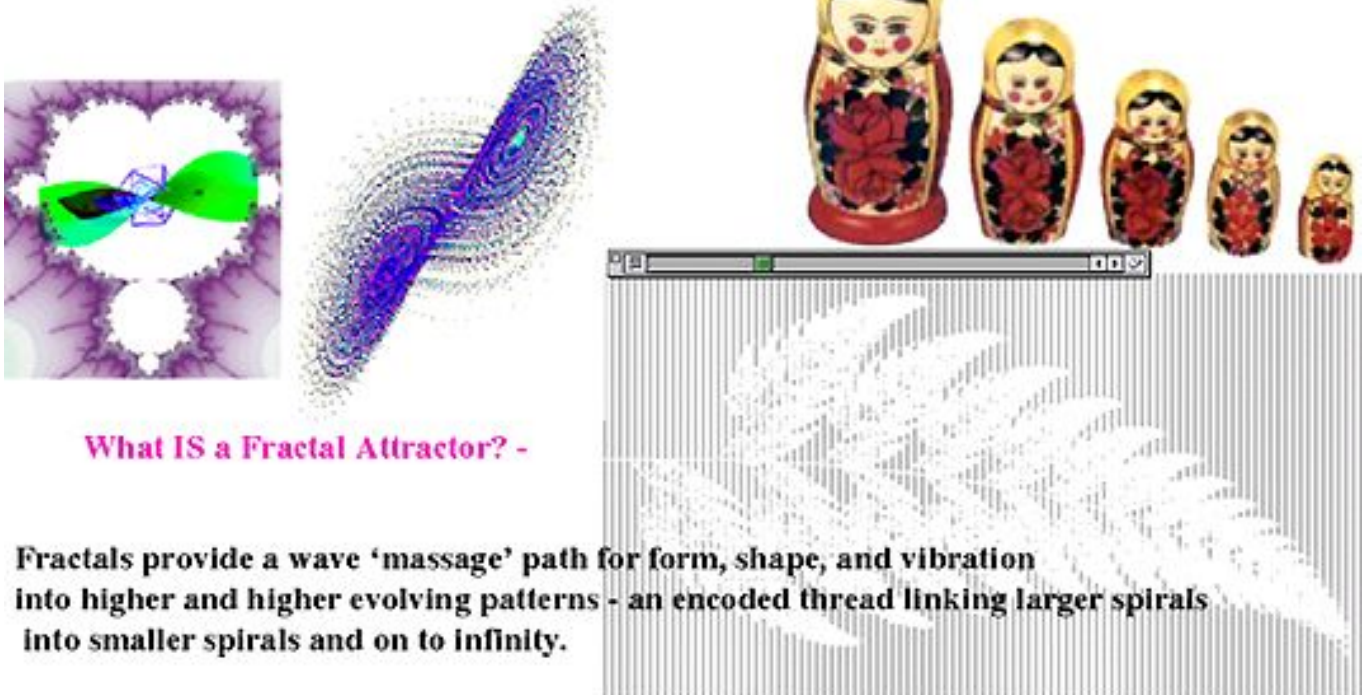 What IS a Fractal Attractor? -
Fractals provide a wave ‘massage’ path for form, shape, and vibration
into higher and higher evolving patterns - an encoded thread linking larger spirals
into smaller spirals and on to infinity.